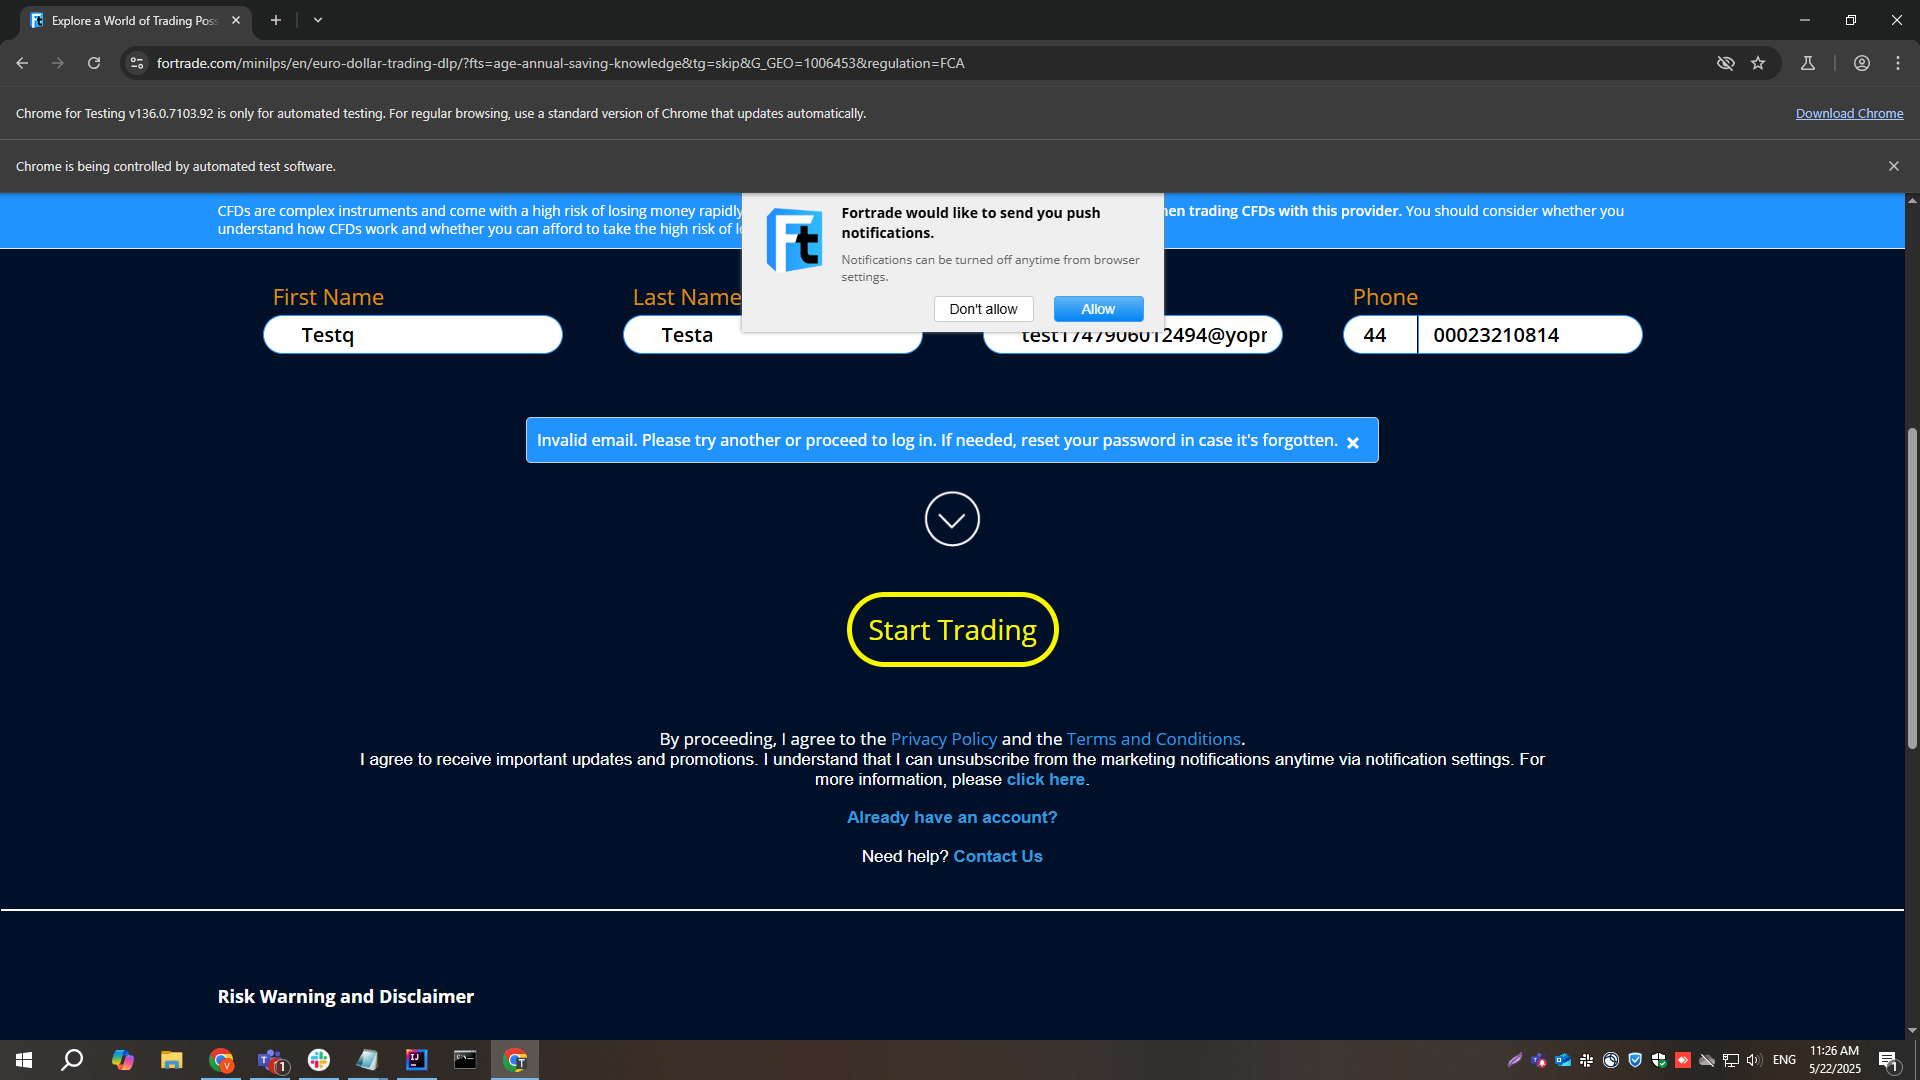 Explore a World of Trading Poss
fortrade.com/minilps/en/euro-dollar-trading-dlp/?fts=age-annual-saving-knowledge&tg=skip&G_GEO=1006453&regulation=FCA
Chrome for Testing v136.0.7103.92 is only for automated testing. For regular browsing, use a standard version of Chrome that updates automatically.
Download Chrome
Chrome is being controlled by automated test software.
CFDs are complex instruments and come with a high risk of losing money rapidly
hen trading CFDs with this provider. You should consider whether you
understand how CFDs work and whether you can afford to take the high risk of lo
Ft
Fortrade would like to send you push
notifications.
Notifications can be turned off anytime from browser
settings.
Don't allow
Allow
First Name
Last Name
Phone
Testq
Testa
test1747906012494@yopr
44
00023210814
Invalid email. Please try another or proceed to log in. If needed, reset your password in case it's forgotten.
Start Trading
By proceeding, I agree to the Privacy Policy and the Terms and Conditions.
I agree to receive important updates and promotions. I understand that I can unsubscribe from the marketing notifications anytime via notification settings. For
more information, please click here.
Already have an account?
Need help? Contact Us
Risk Warning and Disclaimer
ENG
11:26 AM
5/22/2025